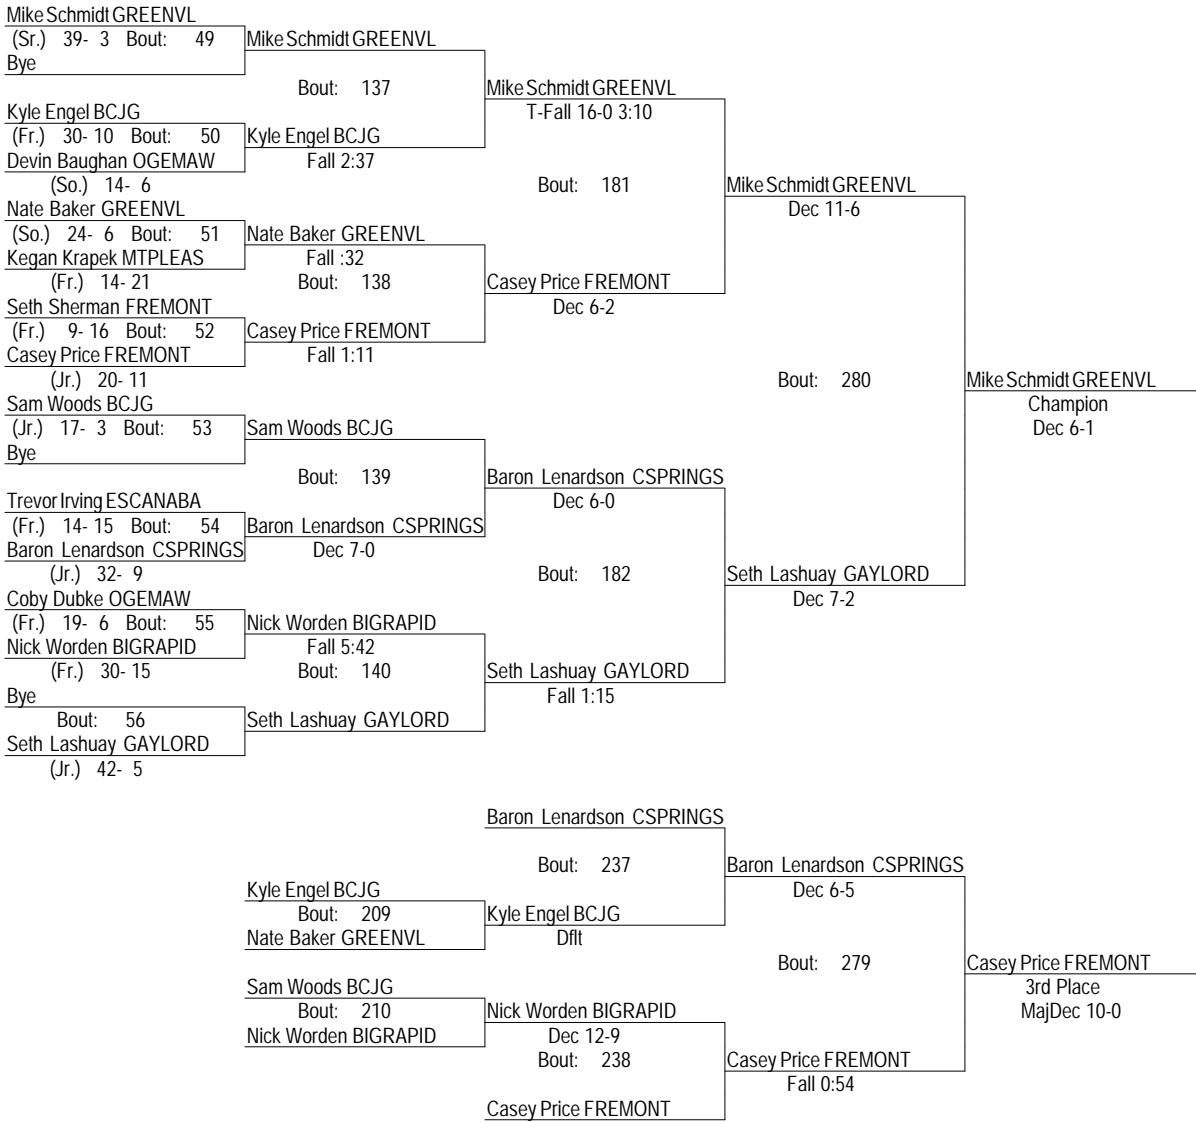 Mike Schmidt GREENVL
(Sr.) 39- 3 Bout: 49
Mike Schmidt GREENVL
Bye
Bout: 137
Mike Schmidt GREENVL
Kyle Engel BCJG
T-Fall 16-0 3:10
(Fr.) 30- 10 Bout: 50
Kyle Engel BCJG
Devin Baughan OGEMAW
Fall 2:37
(So.) 14- 6
Bout: 181
Mike Schmidt GREENVL
Nate Baker GREENVL
Dec 11-6
(So.) 24- 6 Bout: 51
Nate Baker GREENVL
Kegan Krapek MTPLEAS
Fall :32
(Fr.) 14- 21
Bout: 138
Casey Price FREMONT
Seth Sherman FREMONT
Dec 6-2
(Fr.) 9- 16 Bout: 52
Casey Price FREMONT
Casey Price FREMONT
Fall 1:11
(Jr.) 20- 11
Bout: 280
Mike Schmidt GREENVL
Sam Woods BCJG
Champion
(Jr.) 17- 3 Bout: 53
Sam Woods BCJG
Dec 6-1
Bye
Bout: 139
Baron Lenardson CSPRINGS
Trevor Irving ESCANABA
Dec 6-0
(Fr.) 14- 15 Bout: 54
Baron Lenardson CSPRINGS
Baron Lenardson CSPRINGS
Dec 7-0
(Jr.) 32- 9
Bout: 182
Seth Lashuay GAYLORD
Coby Dubke OGEMAW
Dec 7-2
(Fr.) 19- 6 Bout: 55
Nick Worden BIGRAPID
Nick Worden BIGRAPID
Fall 5:42
(Fr.) 30- 15
Bout: 140
Seth Lashuay GAYLORD
Bye
Fall 1:15
Bout: 56
Seth Lashuay GAYLORD
Seth Lashuay GAYLORD
(Jr.) 42- 5
Baron Lenardson CSPRINGS
Bout: 237
Baron Lenardson CSPRINGS
Kyle Engel BCJG
Dec 6-5
Bout: 209
Kyle Engel BCJG
Nate Baker GREENVL
Dflt
Bout: 279
Casey Price FREMONT
Sam Woods BCJG
3rd Place
Bout: 210
Nick Worden BIGRAPID
MajDec 10-0
Nick Worden BIGRAPID
Dec 12-9
Bout: 238
Casey Price FREMONT
Fall 0:54
Casey Price FREMONT